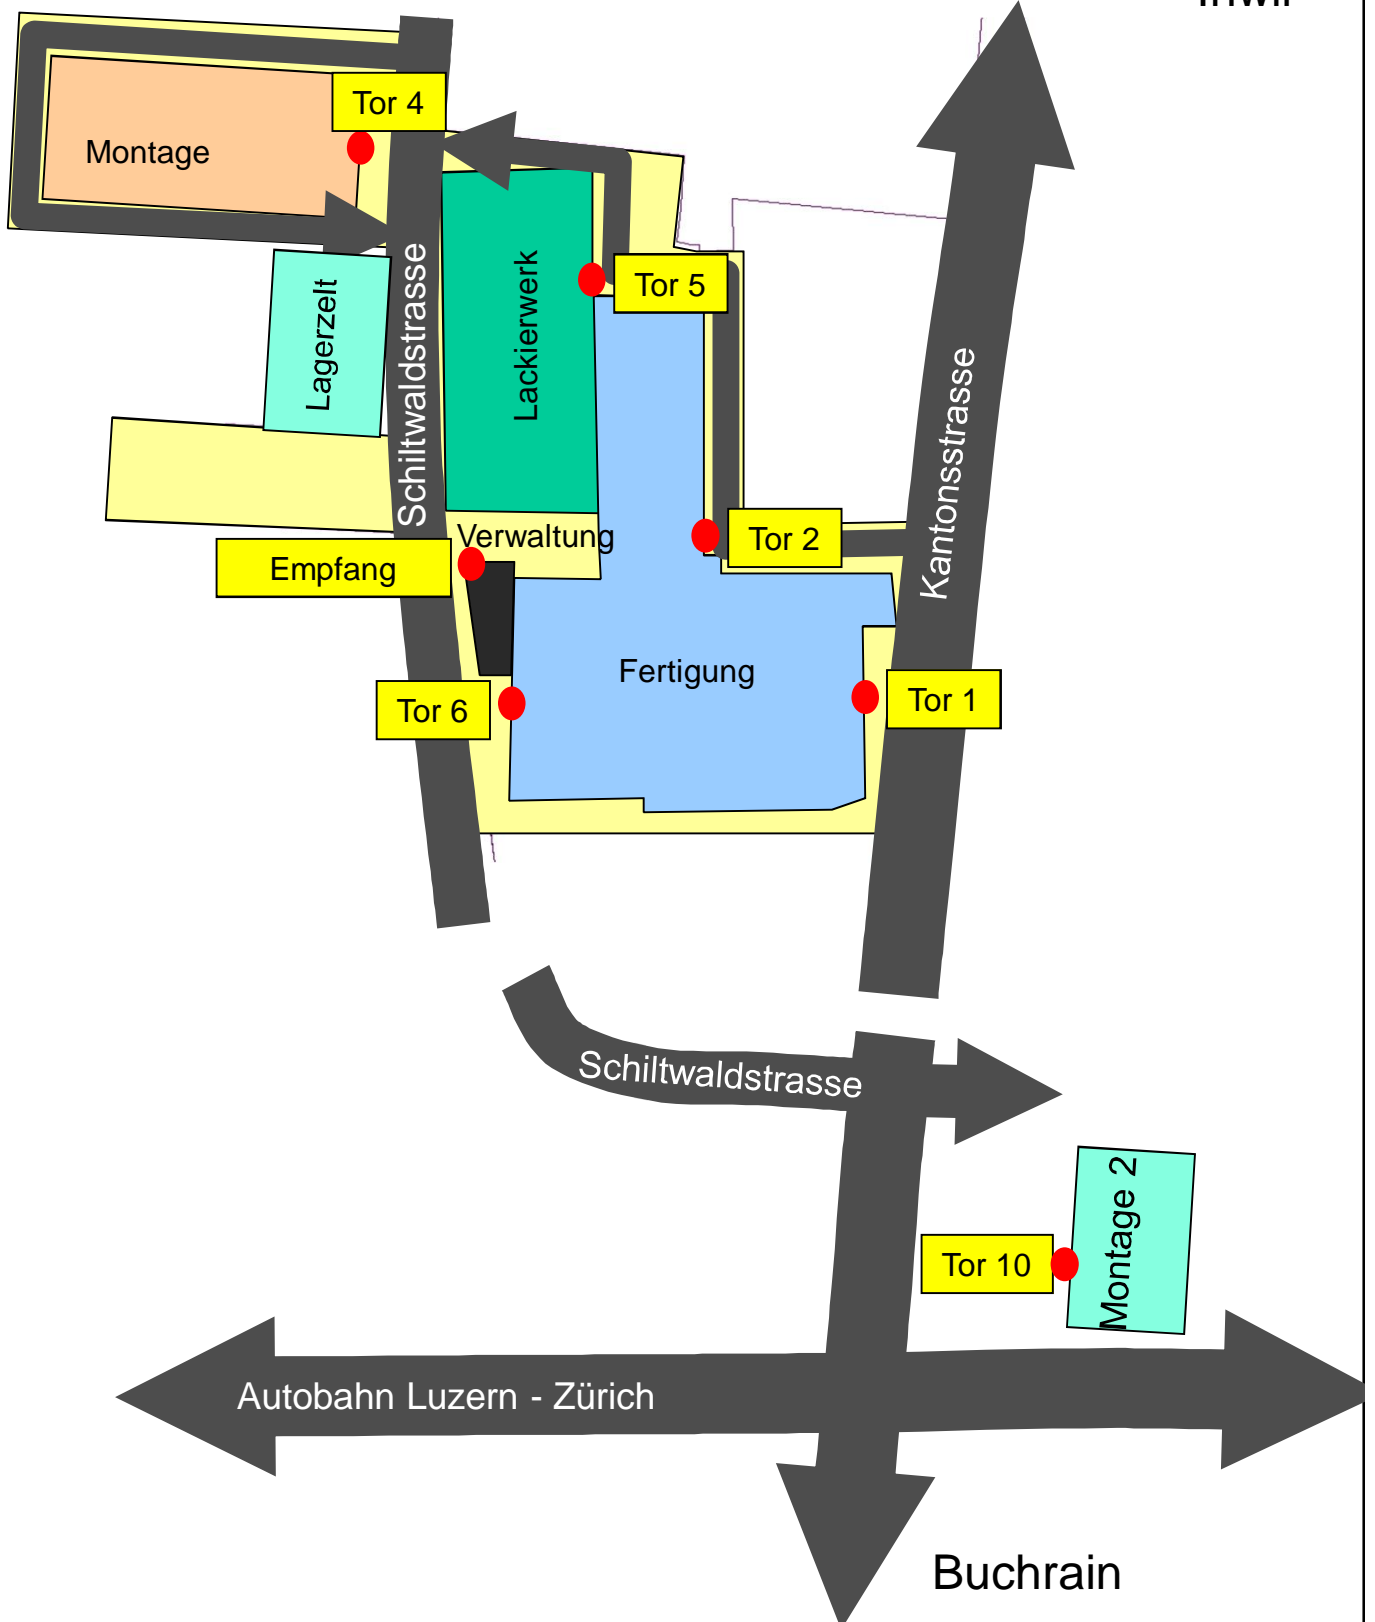 Tor 4
Montage
Schiltwaldstrasse
Lagerzelt
Lackierwerk
Tor 5
Kantonsstrasse
Verwaltung
Tor 2
Empfang
Fertigung
Tor 6
Tor 1
Schiltwaldstrasse
Montage 2
Tor 10
Autobahn Luzern - Zürich
Buchrain